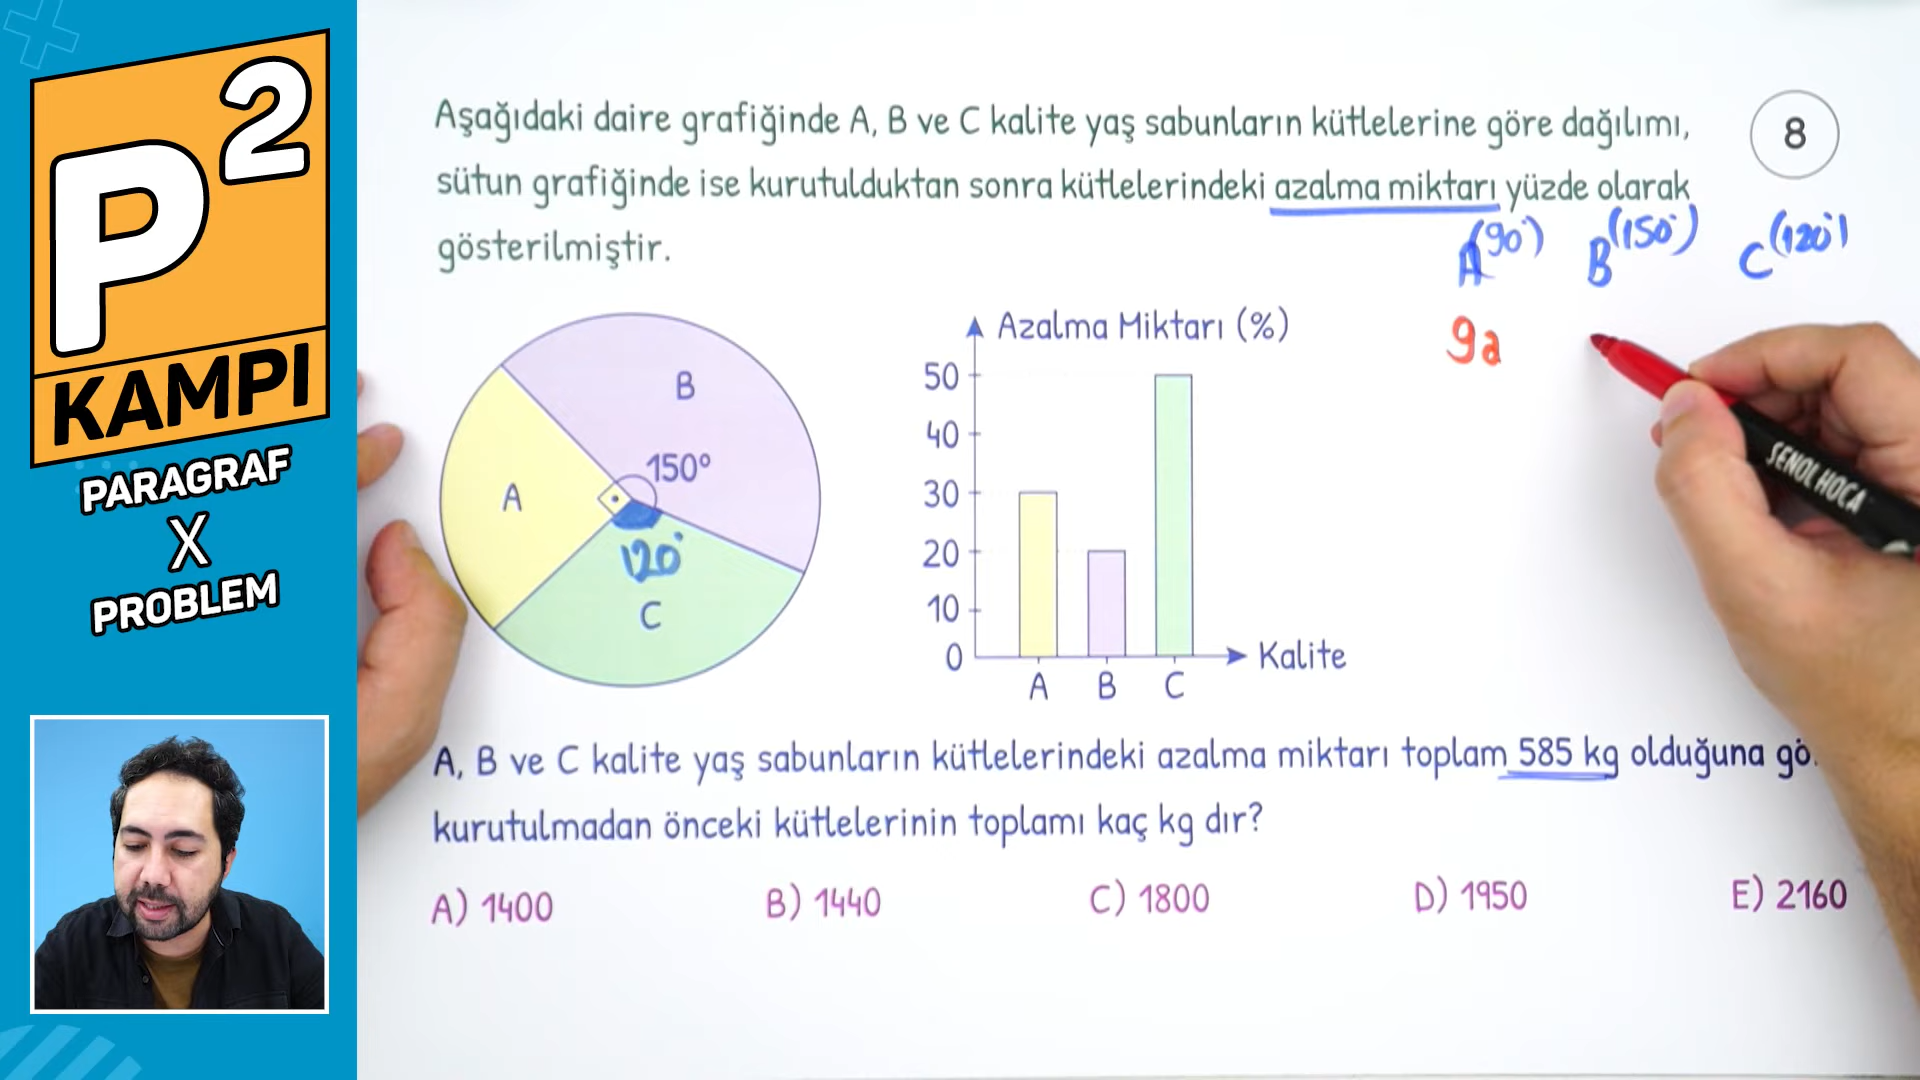 P2
KAMPI
PARAGRAF
X
PROBLEM
Aşağıdaki daire grafiğinde A, B ve C kalite yaş sabunların kütlelerine göre dağılımı,
sütun grafiğinde ise kurutulduktan sonra kütlelerindeki azalma miktarı yüzde olarak
gösterilmiştir.
8
A(90°) B(150°) C(120°)
9a
B
150°
A
120°
C
Azalma Miktarı (%)
50
40
30
20
10
0
Kalite
A B C
ŞENOL HOCA
A, B ve C kalite yaş sabunların kütlelerindeki azalma miktarı toplam 585 kg olduğuna gö
kurutulmadan önceki kütlelerinin toplamı kaç kg dır?
A) 1400 B) 1440 C) 1800 D) 1950 E) 2160